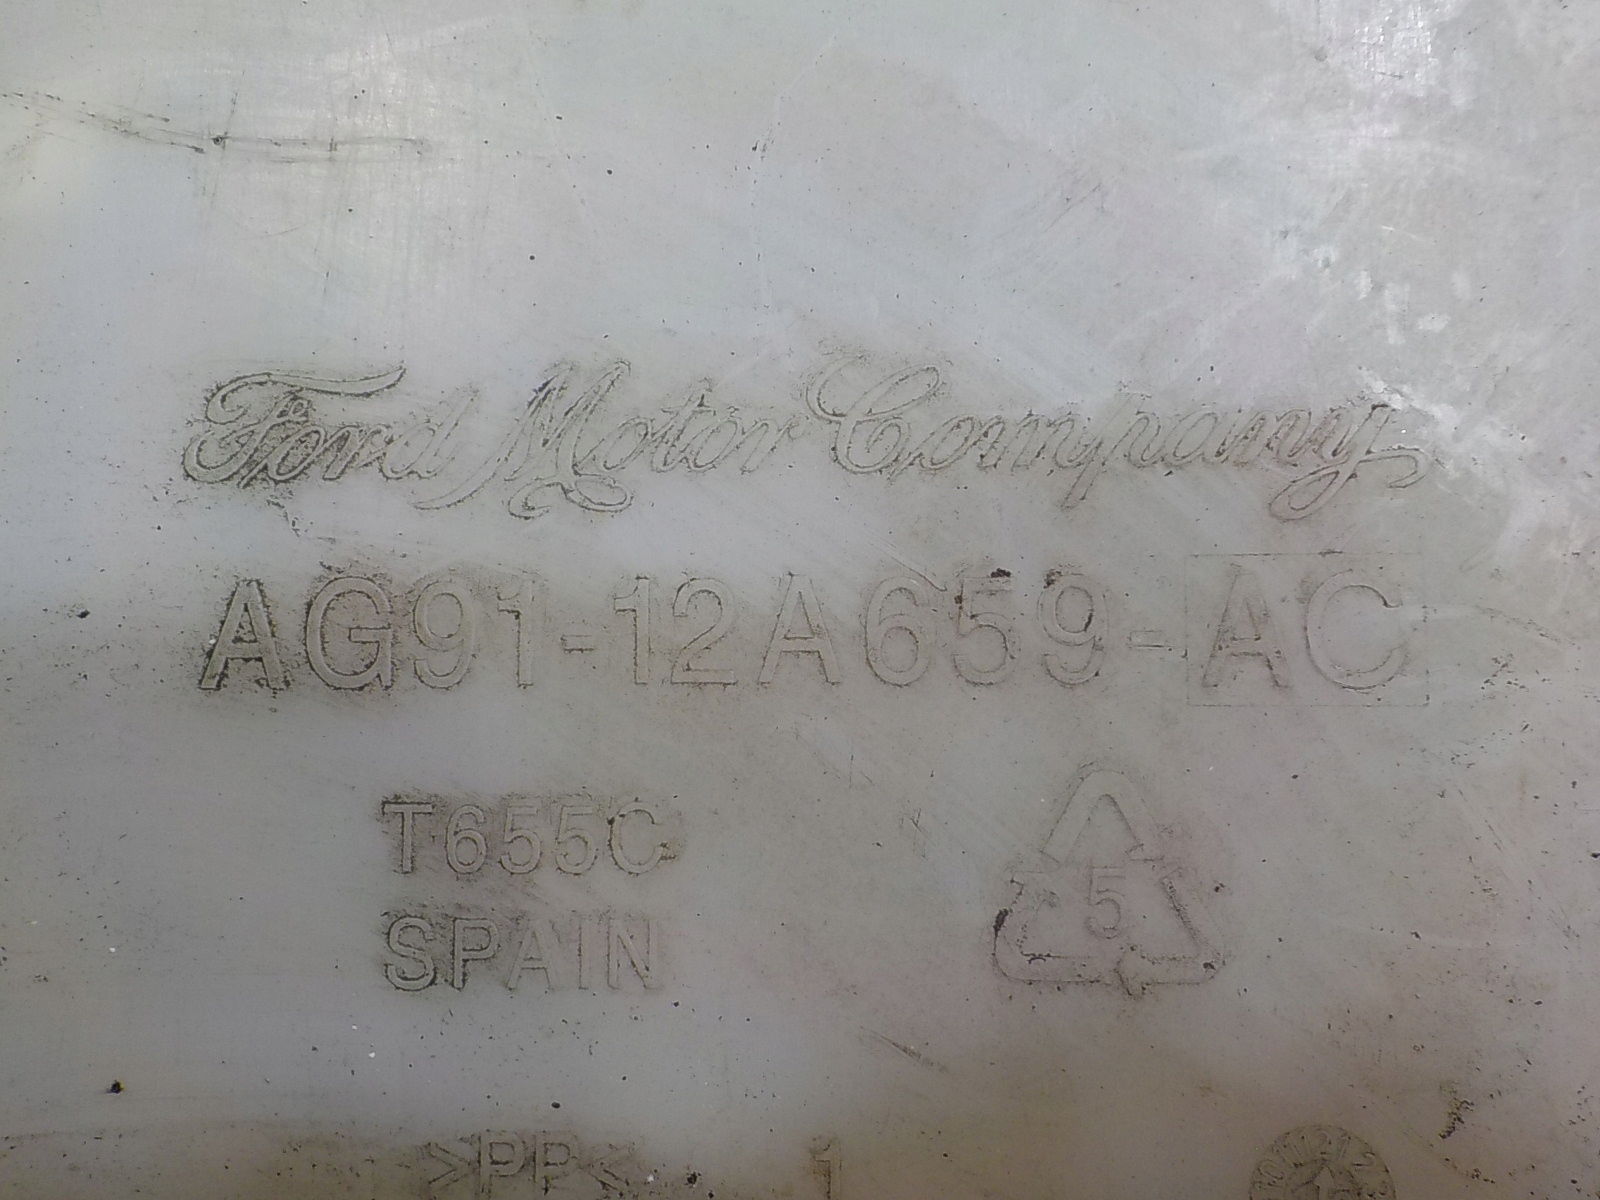 Ford Motor Company
AG91-12A659-AC
T655C
5
SPAIN
>PP< 1